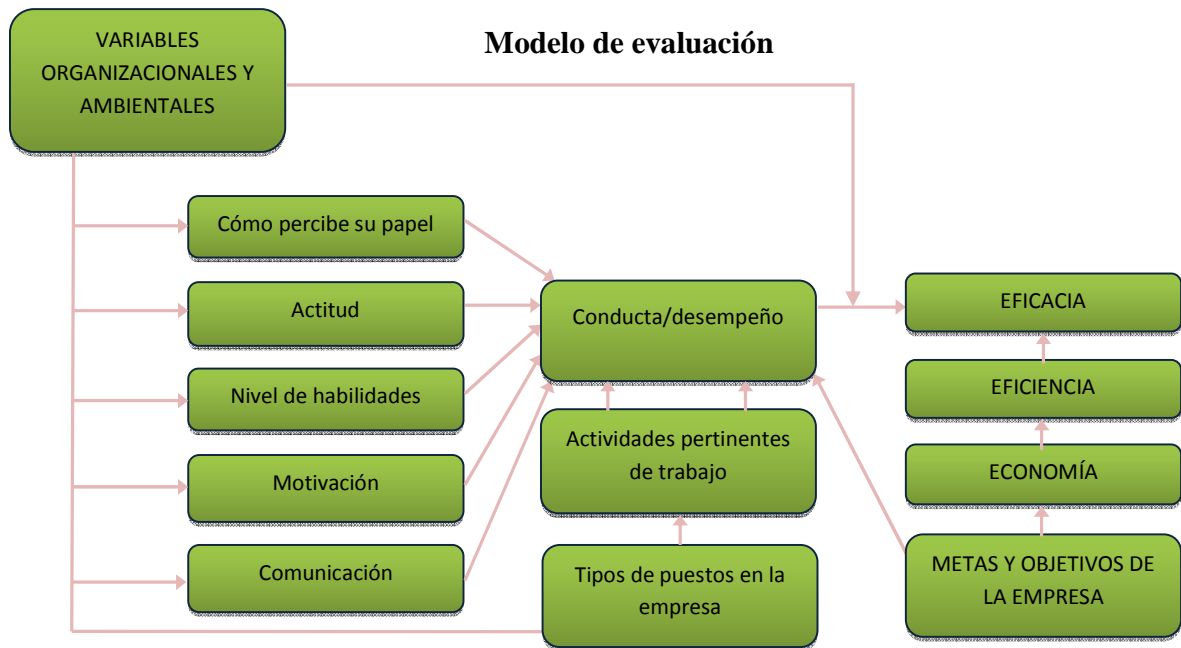 VARIABLES
ORGANIZACIONALES Y
AMBIENTALES
Modelo de evaluación
Cómo percibe su papel
Actitud
Nivel de habilidades
Motivación
Comunicación
Conducta/desempeño
Actividades pertinentes
de trabajo
Tipos de puestos en la
empresa
EFICACIA
EFICIENCIA
ECONOMÍA
METAS Y OBJETIVOS DE
LA EMPRESA